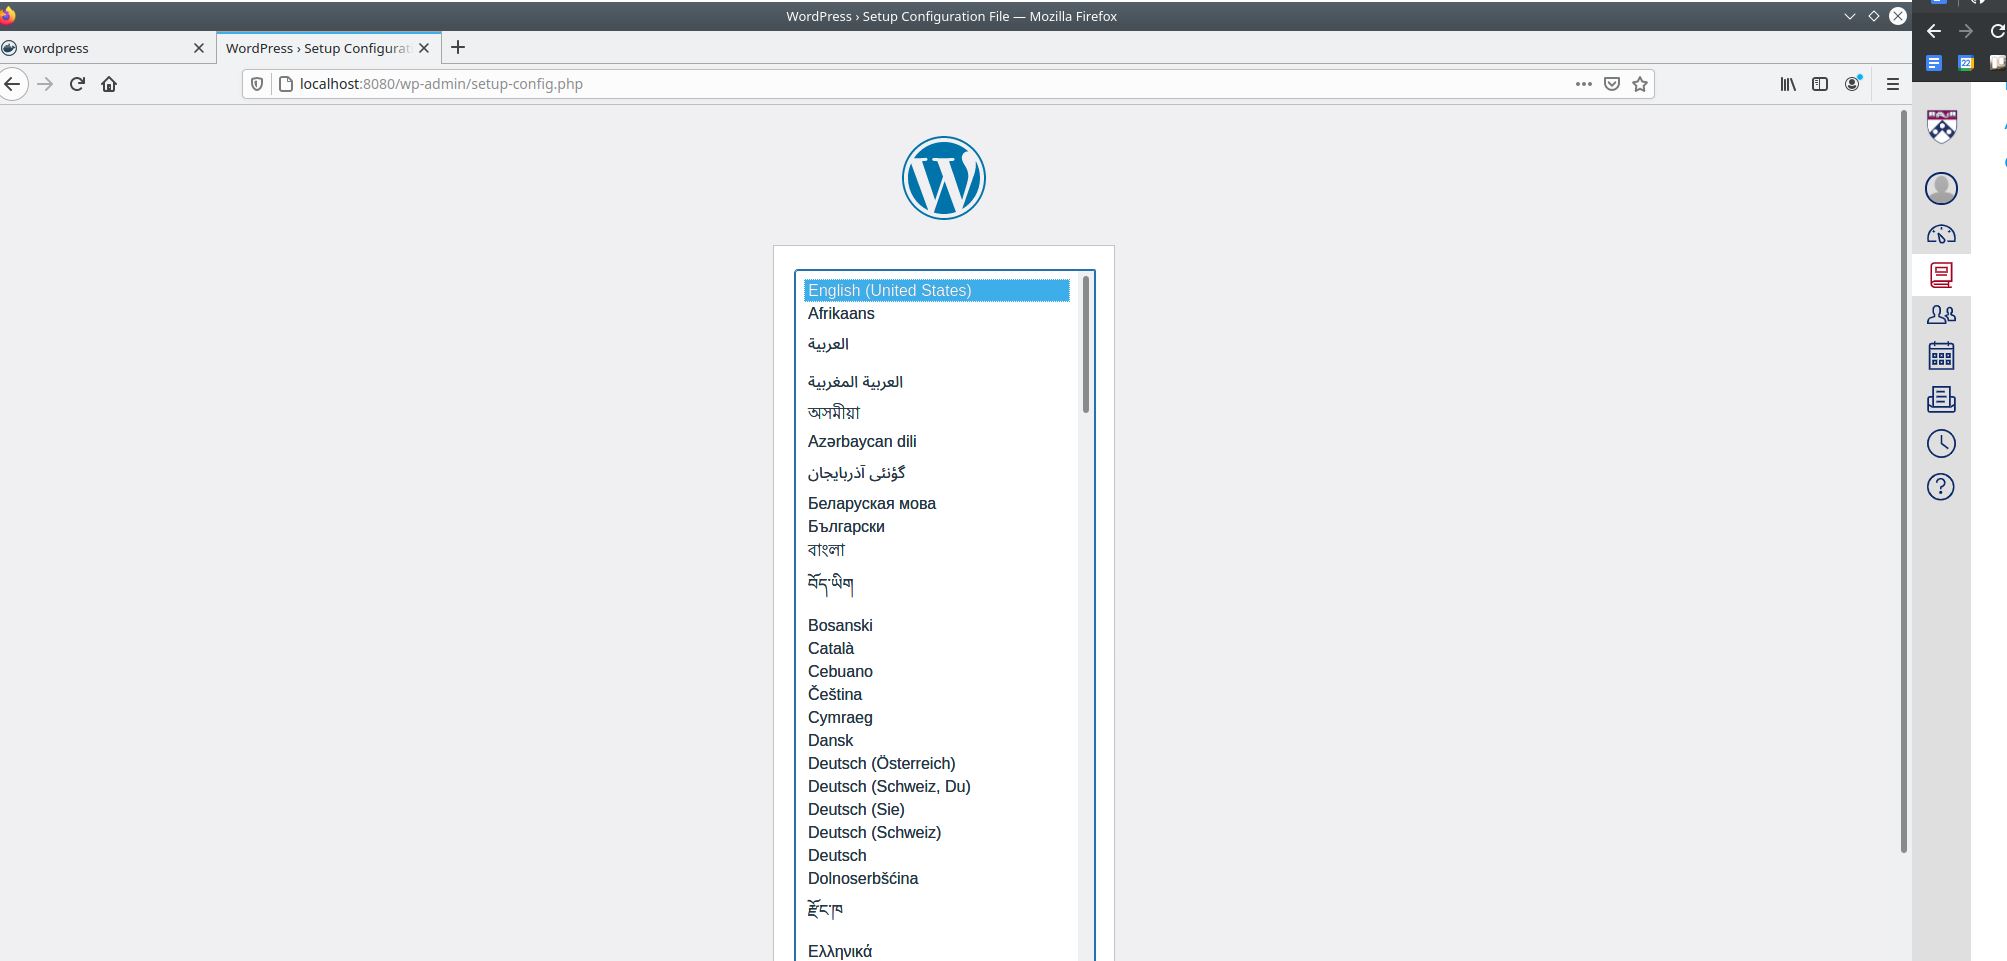 WordPress › Setup Configuration File — Mozilla Firefox
wordpress
WordPress › Setup Configurat
localhost:8080/wp-admin/setup-config.php
22
English (United States)
Afrikaans
العربية
العربية المغربية
অসমীয়া
Azərbaycan dili
گؤنئی آذربایجان
Беларуская мова
Български
বাংলা
བོད་ཡིག
Bosanski
Català
Cebuano
Čeština
Cymraeg
Dansk
Deutsch (Österreich)
Deutsch (Schweiz, Du)
Deutsch (Sie)
Deutsch (Schweiz)
Deutsch
Dolnoserbšćina
རྫོང་ཁ
Ελληνικά